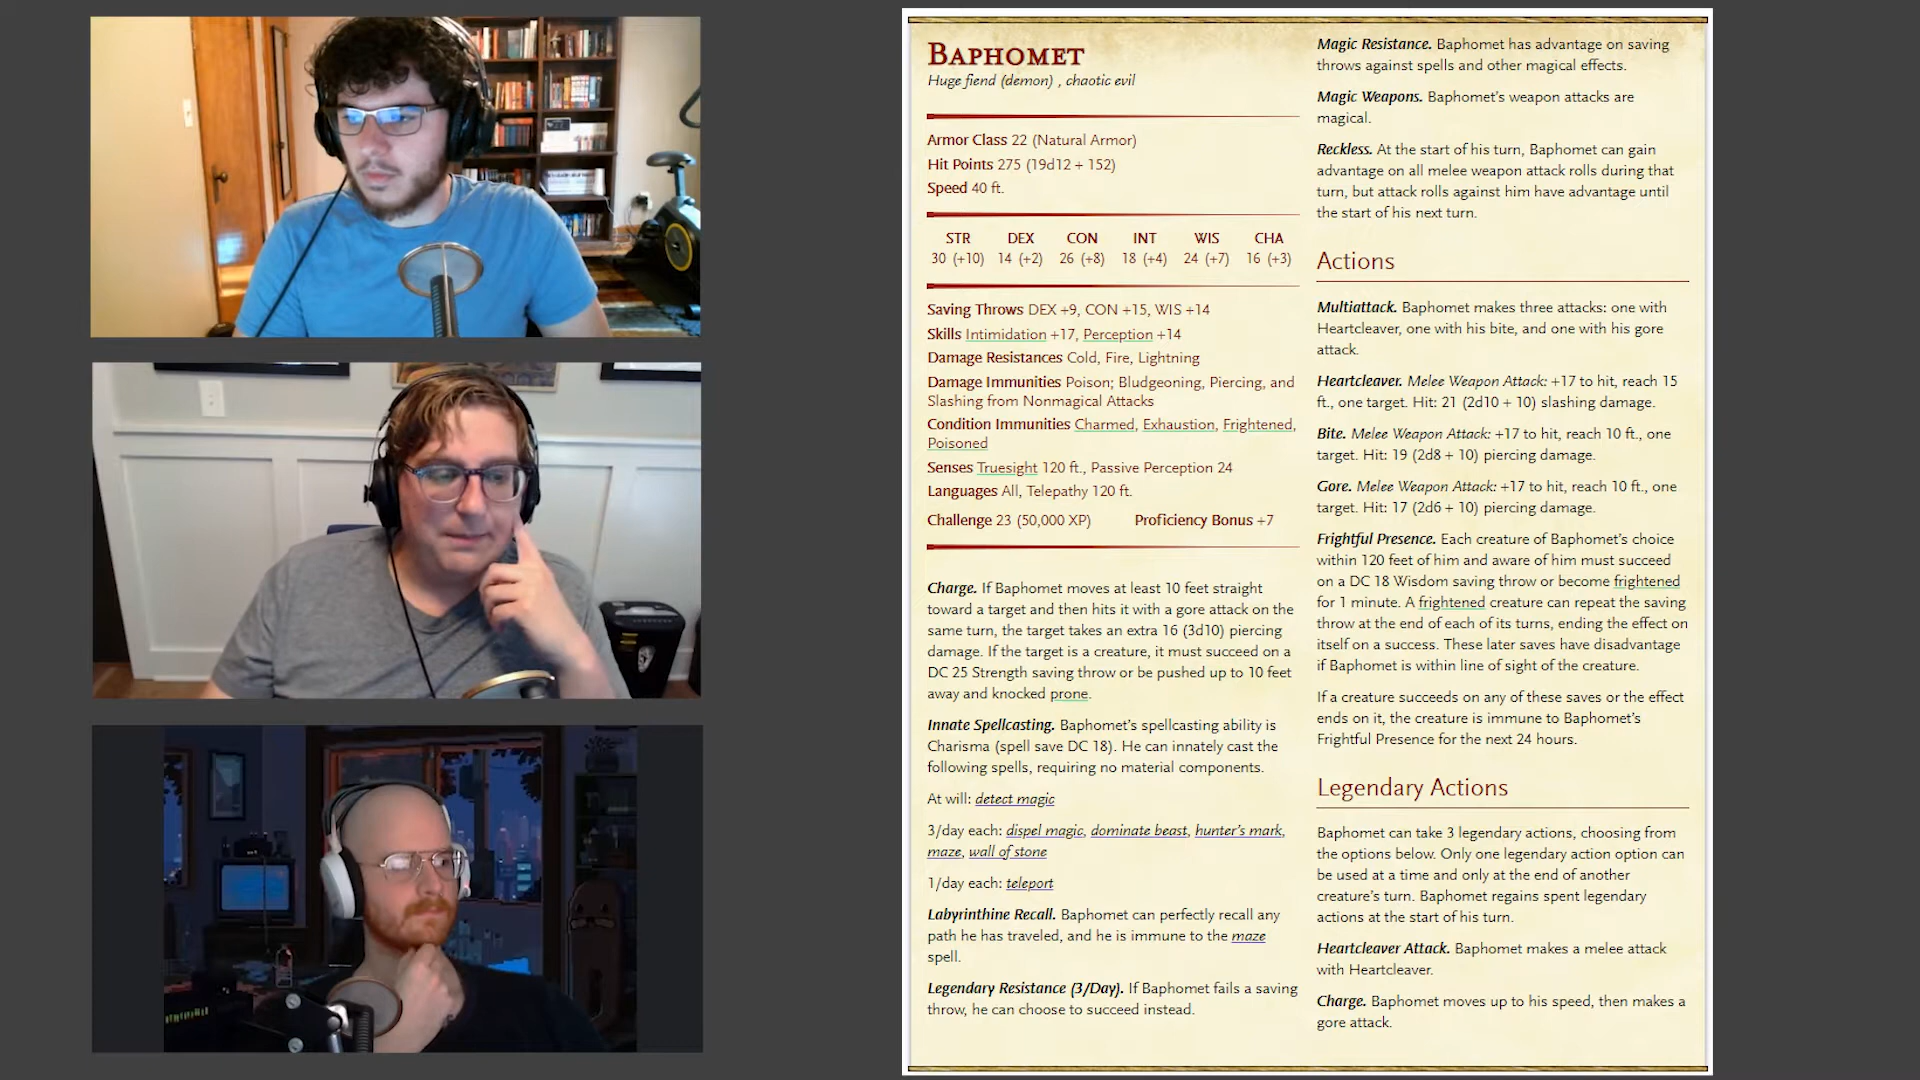 BAPHOMET
Huge fiend (demon) , chaotic evil
Armor Class 22 (Natural Armor)
Hit Points 275 (19d12 + 152)
Speed 40 ft.
STR DEX CON INT WIS CHA
30 (+10) 14 (+2) 26 (+8) 18 (+4) 24 (+7) 16 (+3)
Saving Throws DEX +9, CON +15, WIS +14
Skills Intimidation +17, Perception +14
Damage Resistances Cold, Fire, Lightning
Damage Immunities Poison; Bludgeoning, Piercing, and
Slashing from Nonmagical Attacks
Condition Immunities Charmed, Exhaustion, Frightened,
Poisoned
Senses Truesight 120 ft., Passive Perception 24
Languages All, Telepathy 120 ft.
Challenge 23 (50,000 XP) Proficiency Bonus +7
Charge. If Baphomet moves at least 10 feet straight
toward a target and then hits it with a gore attack on the
same turn, the target takes an extra 16 (3d10) piercing
damage. If the target is a creature, it must succeed on a
DC 25 Strength saving throw or be pushed up to 10 feet
away and knocked prone.
Innate Spellcasting. Baphomet's spellcasting ability is
Charisma (spell save DC 18). He can innately cast the
following spells, requiring no material components.
At will: detect magic
3/day each: dispel magic, dominate beast, hunter's mark,
maze, wall of stone
1/day each: teleport
Labyrinthine Recall. Baphomet can perfectly recall any
path he has traveled, and he is immune to the maze
spell.
Legendary Resistance (3/Day). If Baphomet fails a saving
throw, he can choose to succeed instead.
Magic Resistance. Baphomet has advantage on saving
throws against spells and other magical effects.
Magic Weapons. Baphomet's weapon attacks are
magical.
Reckless. At the start of his turn, Baphomet can gain
advantage on all melee weapon attack rolls during that
turn, but attack rolls against him have advantage until
the start of his next turn.
Actions
Multiattack. Baphomet makes three attacks: one with
Heartcleaver, one with his bite, and one with his gore
attack.
Heartcleaver. Melee Weapon Attack: +17 to hit, reach 15
ft., one target. Hit: 21 (2d10 + 10) slashing damage.
Bite. Melee Weapon Attack: +17 to hit, reach 10 ft., one
target. Hit: 19 (2d8 + 10) piercing damage.
Gore. Melee Weapon Attack: +17 to hit, reach 10 ft., one
target. Hit: 17 (2d6 + 10) piercing damage.
Frightful Presence. Each creature of Baphomet's choice
within 120 feet of him and aware of him must succeed
on a DC 18 Wisdom saving throw or become frightened
for 1 minute. A frightened creature can repeat the saving
throw at the end of each of its turns, ending the effect on
itself on a success. These later saves have disadvantage
if Baphomet is within line of sight of the creature.
If a creature succeeds on any of these saves or the effect
ends on it, the creature is immune to Baphomet's
Frightful Presence for the next 24 hours.
Legendary Actions
Baphomet can take 3 legendary actions, choosing from
the options below. Only one legendary action option can
be used at a time and only at the end of another
creature's turn. Baphomet regains spent legendary
actions at the start of his turn.
Heartcleaver Attack. Baphomet makes a melee attack
with Heartcleaver.
Charge. Baphomet moves up to his speed, then makes a
gore attack.